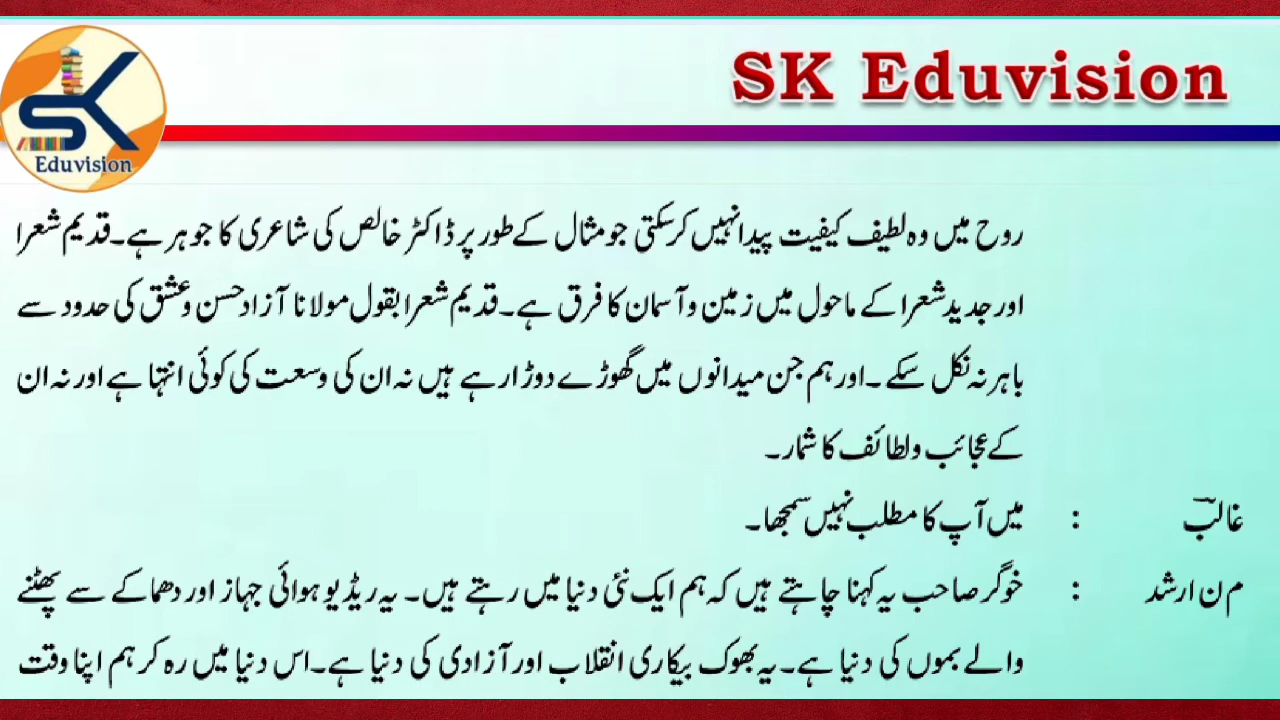 SK Eduvision
SK
Eduvision
روح میں وہ لطیف کیفیت پیدا نہیں کرسکتی جو مثال کے طور پر ڈاکٹر خالص کی شاعری کا جوہر ہے۔ قدیم شعرا
اور جدید شعرا کے ماحول میں زمین و آسمان کا فرق ہے۔ قدیم شعرا بقول مولانا آزاد حسن و عشق کی حدود سے
باہر نہ نکل سکے۔ اور ہم جن میدانوں میں گھوڑے دوڑا رہے ہیں نہ ان کی وسعت کی کوئی انتہا ہے اور نہ ان
کے عجائب و لطائف کا شمار۔
غالبؔ : میں آپ کا مطلب نہیں سمجھا۔
م ن ارشد : خوگر صاحب یہ کہنا چاہتے ہیں کہ ہم ایک نئی دنیا میں رہتے ہیں۔ یہ ریڈیو ہوائی جہاز اور دھماکے سے پھٹنے
والے بموں کی دنیا ہے۔ یہ بھوک بیکاری انقلاب اور آزادی کی دنیا ہے۔ اس دنیا میں رہ کر ہم اپنا وقت